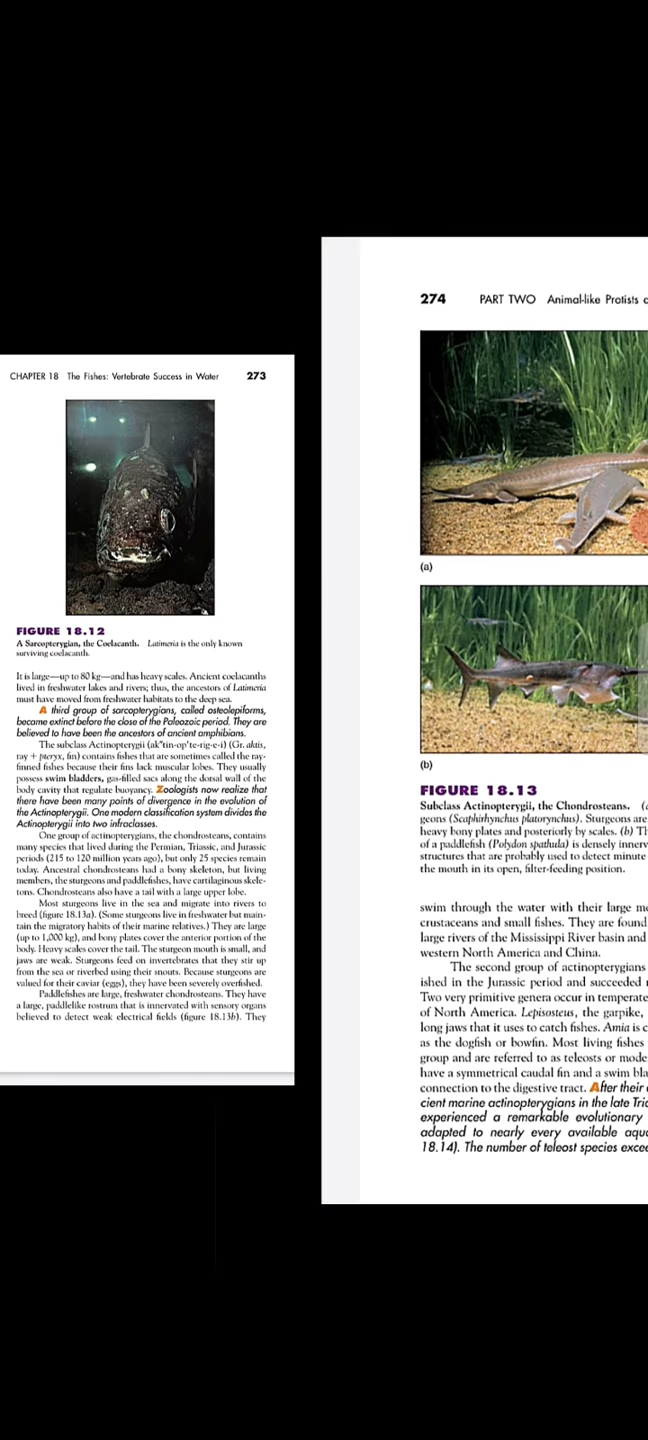 CHAPTER 18 The Fishes: Vertebrate Success in Water 273
FIGURE 18.12
A Sarcopterygian, the Coelacanth. Latimeria is the only known
surviving coelacanth.
It is large—up to 80 kg—and has heavy scales. Ancient coelacanths
lived in freshwater lakes and rivers; thus, the ancestors of Latimeria
must have moved from freshwater habitats to the deep sea.
A third group of sarcopterygians, called osteolepiforms,
became extinct before the close of the Paleozoic period. They are
believed to have been the ancestors of ancient amphibians.
The subclass Actinopterygii (ak"tin-op'te-rig-e-i) (Gr. aktis,
ray + pteryx, fin) contains fishes that are sometimes called the ray-
finned fishes because their fins lack muscular lobes. They usually
possess swim bladders, gas-filled sacs along the dorsal wall of the
body cavity that regulate buoyancy. Zoologists now realize that
there have been many points of divergence in the evolution of
the Actinopterygii. One modern classification system divides the
Actinopterygii into two infraclasses.
One group of actinopterygians, the chondrosteans, contains
many species that lived during the Permian, Triassic, and Jurassic
periods (215 to 120 million years ago), but only 25 species remain
today. Ancestral chondrosteans had a bony skeleton, but living
members, the sturgeons and paddlefishes, have cartilaginous skele-
tons. Chondrosteans also have a tail with a large upper lobe.
Most sturgeons live in the sea and migrate into rivers to
breed (figure 18.13a). (Some sturgeons live in freshwater but main-
tain the migratory habits of their marine relatives.) They are large
(up to 1,000 kg), and bony plates cover the anterior portion of the
body. Heavy scales cover the tail. The sturgeon mouth is small, and
jaws are weak. Sturgeons feed on invertebrates that they stir up
from the sea or riverbed using their snouts. Because sturgeons are
valued for their caviar (eggs), they have been severely overfished.
Paddlefishes are large, freshwater chondrosteans. They have
a large, paddlelike rostrum that is innervated with sensory organs
believed to detect weak electrical fields (figure 18.13b). They
274 PART TWO Animal-like Protists
(a)
(b)
FIGURE 18.13
Subclass Actinopterygii, the Chondrosteans.
geons (Scaphirhynchus platorynchus). Sturgeons are
heavy bony plates and posteriorly by scales. (b)
of a paddlefish (Polydon spathula) is densely innerv
structures that are probably used to detect minute
the mouth in its open, filter-feeding position.
swim through the water with their large
crustaceans and small fishes. They are found
large rivers of the Mississippi River basin and
western North America and China.
The second group of actinopterygians
ished in the Jurassic period and succeeded
Two very primitive genera occur in temperate
of North America. Lepisosteus, the garpike,
long jaws that it uses to catch fishes. Amia is
as the dogfish or bowfin. Most living fishes
group and are referred to as teleosts or
have a symmetrical caudal fin and a swim
connection to the digestive tract. After their
cient marine actinopterygians in the late
experienced a remarkable evolutionary
adapted to nearly every available
18.14). The number of teleost species